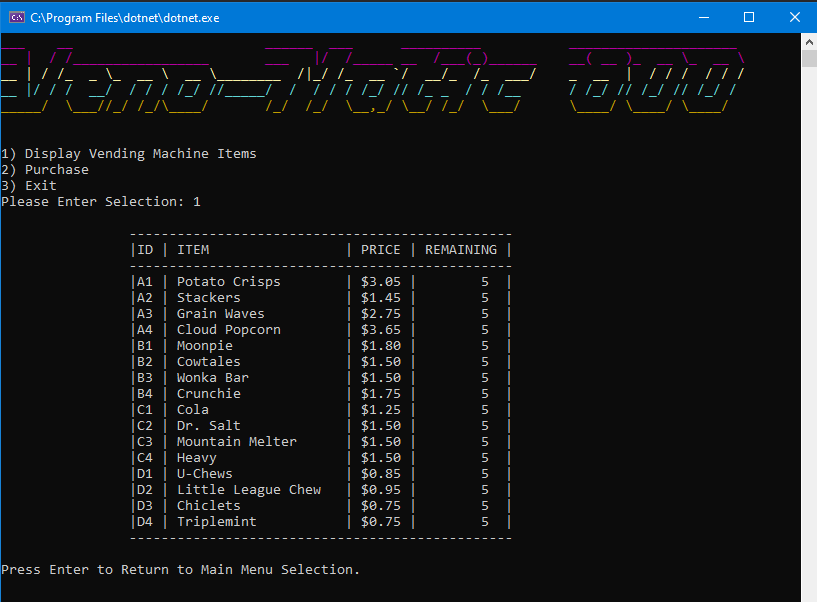 C:\Program Files\dotnet\dotnet.exe
Vendo-Matic 800
1) Display Vending Machine Items
2) Purchase
3) Exit
Please Enter Selection: 1
-----------------------------------------------
|ID | ITEM | PRICE | REMAINING |
-----------------------------------------------
|A1 | Potato Crisps | $3.05 | 5 |
|A2 | Stackers | $1.45 | 5 |
|A3 | Grain Waves | $2.75 | 5 |
|A4 | Cloud Popcorn | $3.65 | 5 |
|B1 | Moonpie | $1.80 | 5 |
|B2 | Cowtales | $1.50 | 5 |
|B3 | Wonka Bar | $1.50 | 5 |
|B4 | Crunchie | $1.75 | 5 |
|C1 | Cola | $1.25 | 5 |
|C2 | Dr. Salt | $1.50 | 5 |
|C3 | Mountain Melter | $1.50 | 5 |
|C4 | Heavy | $1.50 | 5 |
|D1 | U-Chews | $0.85 | 5 |
|D2 | Little League Chew | $0.95 | 5 |
|D3 | Chiclets | $0.75 | 5 |
|D4 | Triplemint | $0.75 | 5 |
-----------------------------------------------
Press Enter to Return to Main Menu Selection.